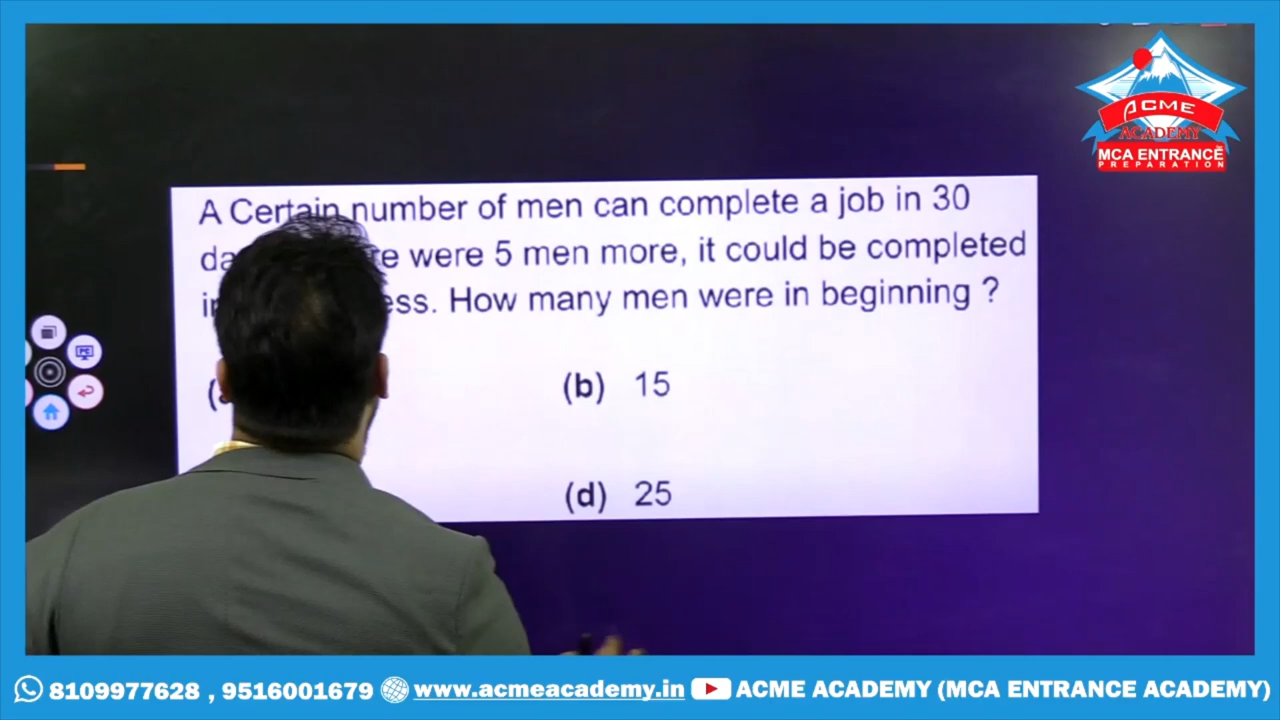 ACME
ACADEMY
MCA ENTRANCE
PREPARATION
A Certain number of men can complete a job in 30
were 5 men more, it could be completed
How many men were in beginning ?
(b) 15
(d) 25
8109977628 , 9516001679 www.acmeacademy.in ACME ACADEMY (MCA ENTRANCE ACADEMY)